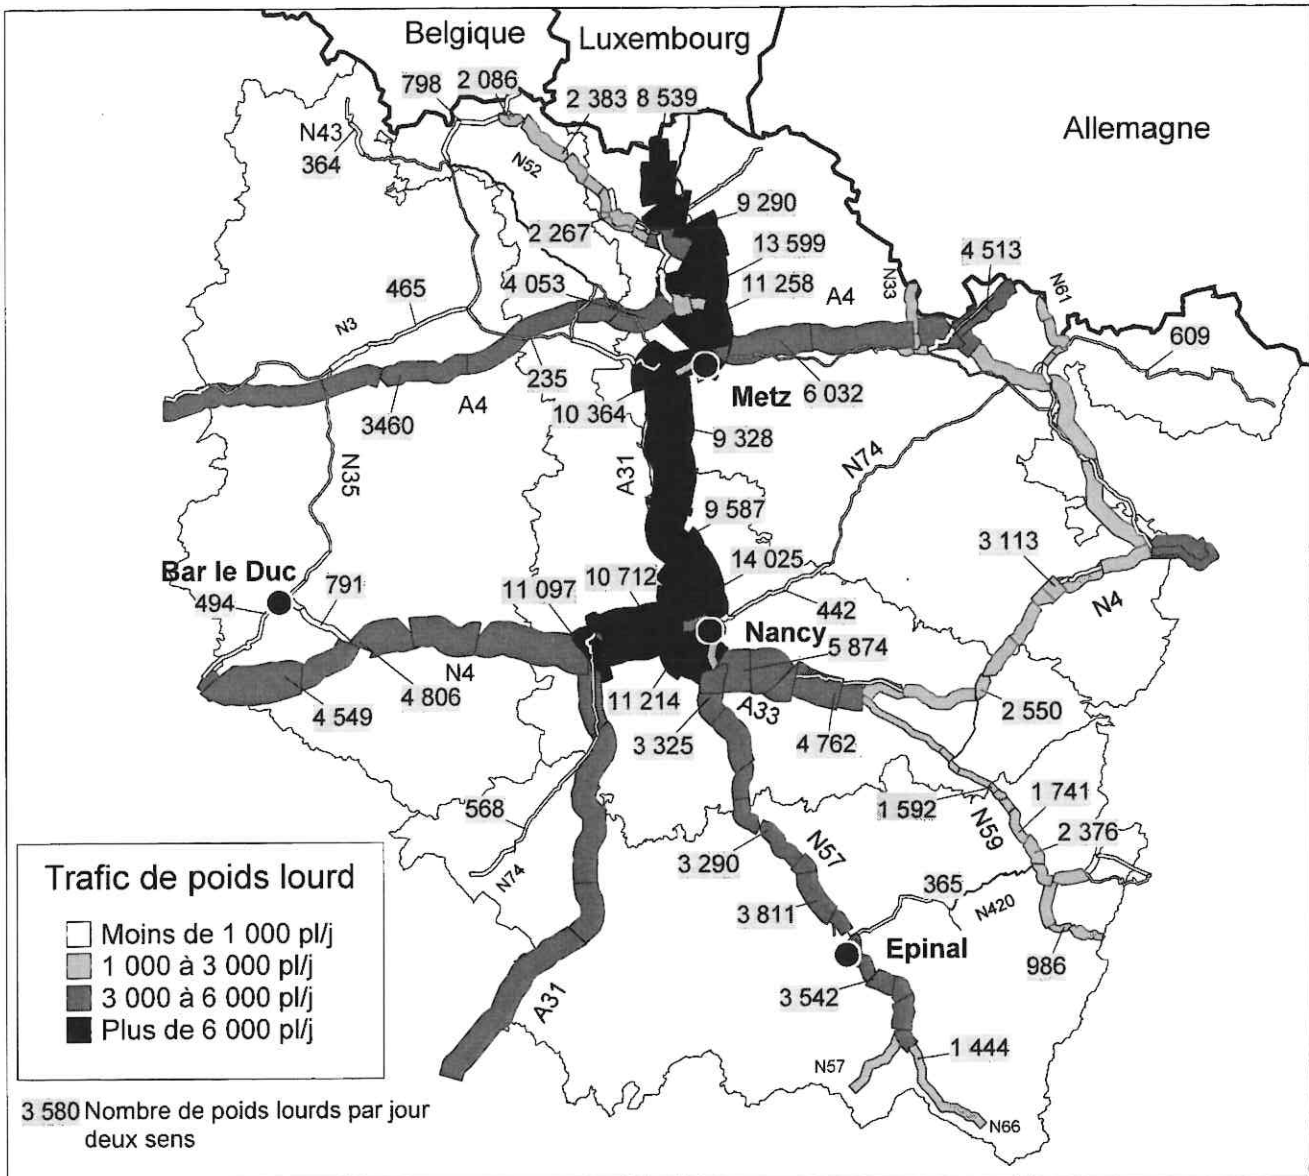 Belgique
Luxembourg
798
2 086
2 383
8 539
Allemagne
N43
364
N52
9 290
2 267
13 599
4 513
N33
N61
4 053
11 258
A4
465
N3
609
235
Metz
6 032
3460
A4
10 364
9 328
N35
A31
N74
9 587
3 113
14 025
Bar le Duc
10 712
11 097
791
494
442
N4
Nancy
5 874
N4
4 806
4 549
11 214
A33
2 550
3 325
4 762
568
1 592
1 741
N59
2 376
N74
3 290
N57
365
N420
3 811
Epinal
986
3 542
A31
1 444
N57
N66
Trafic de poids lourd
Moins de 1 000 pl/j
1 000 à 3 000 pl/j
3 000 à 6 000 pl/j
Plus de 6 000 pl/j
3 580 Nombre de poids lourds par jour
deux sens